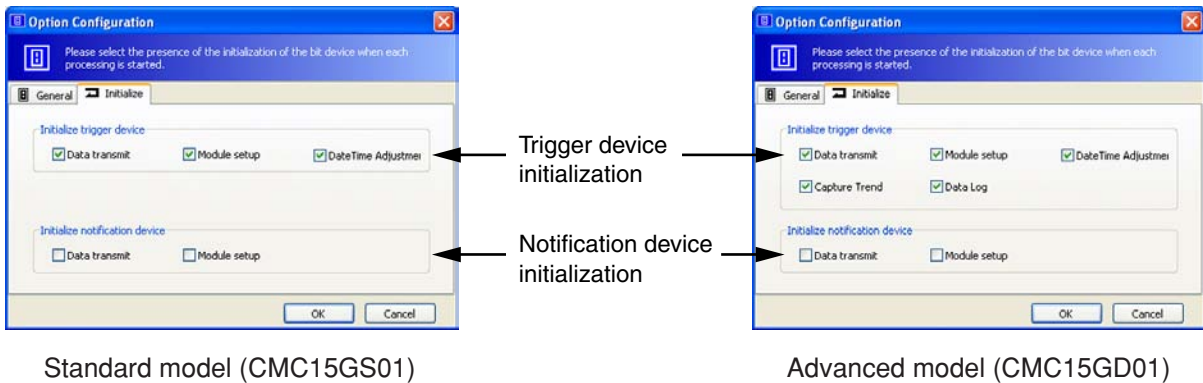 Option Configuration
Please select the presence of the initialization of the bit device when each
processing is started.
General Initialize
Initialize trigger device
Data transmit Module setup DateTime Adjustmer
Initialize notification device
Data transmit Module setup
OK Cancel
Standard model (CMC15GS01)
Trigger device
initialization
Notification device
initialization
Option Configuration
Please select the presence of the initialization of the bit device when each
processing is started.
General Initialize
Initialize trigger device
Data transmit Module setup DateTime Adjustmer
Capture Trend Data Log
Initialize notification device
Data transmit Module setup
OK Cancel
Advanced model (CMC15GD01)